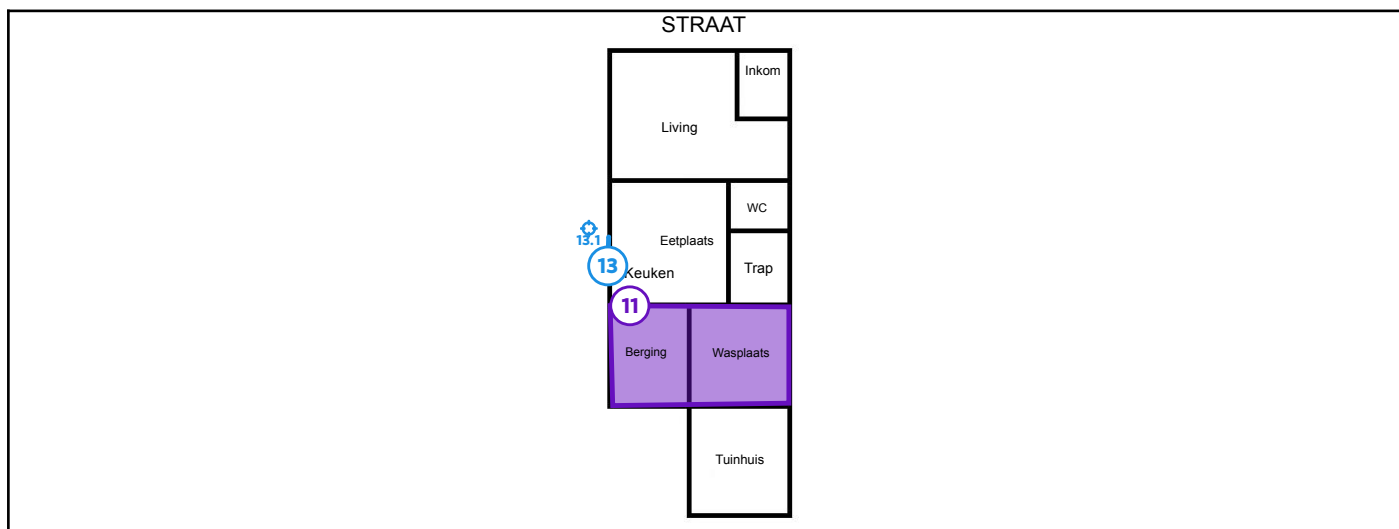 STRAAT
Inkom
Living
WC
13.1
Eetplaats
13
Keuken
Trap
11
Berging
Wasplaats
Tuinhuis